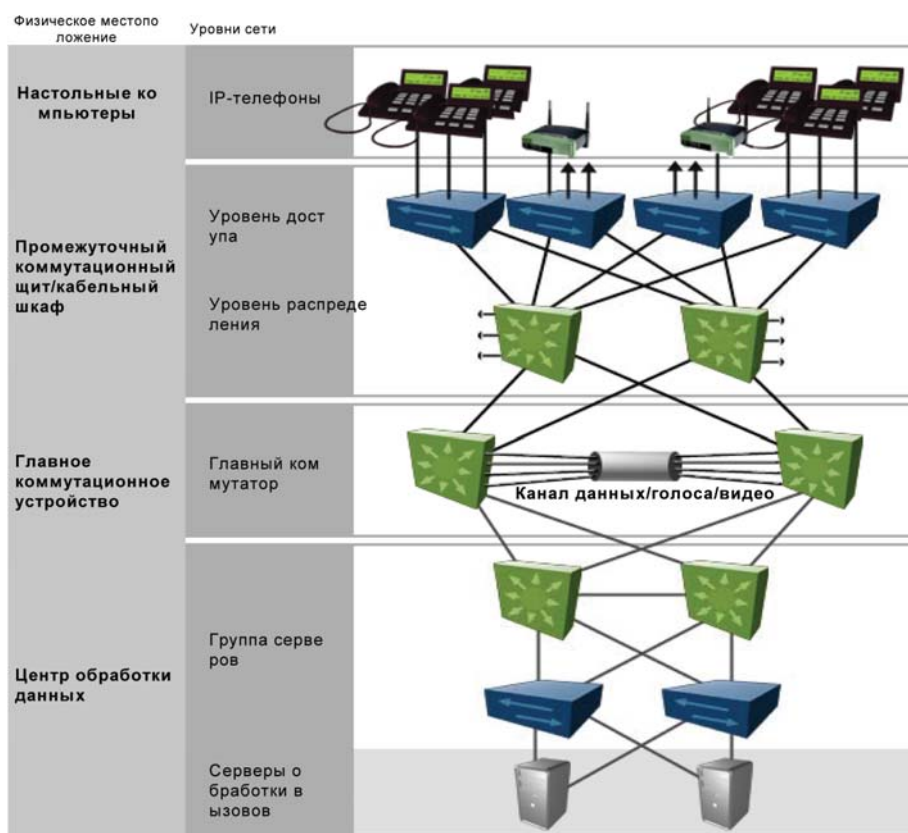 Физическое местопо
ложение
Уровни сети
Настольные ко
мпьютеры
IP-телефоны
Промежуточный
коммутационный
щит/кабельный
шкаф
Уровень дост
упа
Уровень распреде
ления
Главное
коммутационное
устройство
Главный ком
мутатор
Канал данных/голоса/видео
Центр обработки
данных
Группа серве
ров
Серверы о
бработки в
ызовов